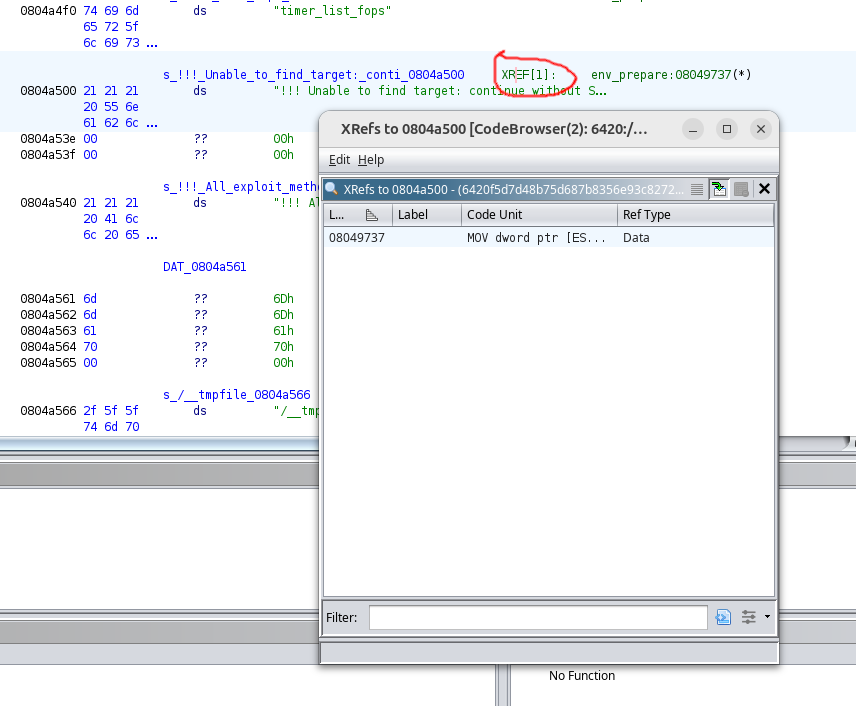 0804a4f0 74 69 6d ds "timer_list_fops"
65 72 5f
6c 69 73 ...
s_!!!_Unable_to_find_target:_conti_0804a500 XREF[1]: env_prepare:08049737(*)
0804a500 21 21 21 ds "!!! Unable to find target: continue without S...
20 55 6e
61 62 6c ...
0804a53e 00 ?? 00h
0804a53f 00 ?? 00h
s_!!!_All_exploit_meth
0804a540 21 21 21 ds "!!! Al
20 41 6c
6c 20 65 ...
DAT_0804a561
0804a561 6d ?? 6Dh
0804a562 6d ?? 6Dh
0804a563 61 ?? 61h
0804a564 70 ?? 70h
0804a565 00 ?? 00h
s_/__tmpfile_0804a566
0804a566 2f 5f 5f ds "/__tmp
74 6d 70
XRefs to 0804a500 [CodeBrowser(2): 6420:/...
Edit Help
XRefs to 0804a500 - (6420f5d7d48b75d687b8356e93c8272...
L... Label Code Unit Ref Type
08049737 MOV dword ptr [ES... Data
Filter:
No Function